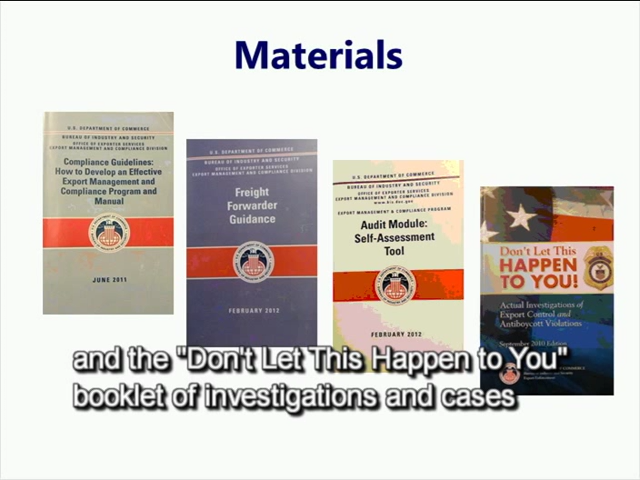 Materials
U.S. DEPARTMENT OF COMMERCE
BUREAU OF INDUSTRY AND SECURITY
OFFICE OF EXPORTER SERVICES
EXPORT MANAGEMENT AND COMPLIANCE DIVISION
Compliance Guidelines:
How to Develop an Effective
Export Management and
Compliance Program and
Manual
JUNE 2011
U.S. DEPARTMENT OF COMMERCE
BUREAU OF INDUSTRY AND SECURITY
OFFICE OF EXPORTER SERVICES
EXPORT MANAGEMENT AND COMPLIANCE DIVISION
Freight
Forwarder
Guidance
FEBRUARY 2012
U.S. DEPARTMENT OF COMMERCE
BUREAU OF INDUSTRY AND SECURITY
OFFICE OF EXPORTER SERVICES
EXPORT MANAGEMENT AND COMPLIANCE DIVISION
www.bis.doc.gov
EXPORT MANAGEMENT & COMPLIANCE PROGRAM
Audit Module:
Self-Assessment
Tool
FEBRUARY 2012
Don't Let This
HAPPEN
TO YOU!
Actual Investigations of
Export Control and
Antiboycott Violations
September 2010 Edition
and the "Don't Let This Happen to You"
booklet of investigations and cases